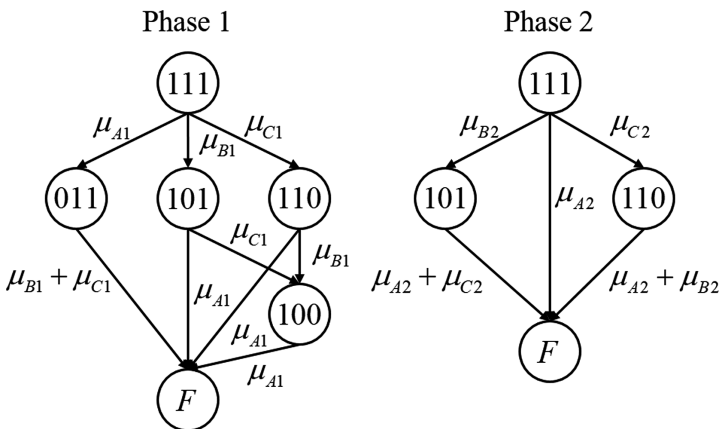 Phase 1
Phase 2
111
111
μA1
μB1
μC1
μB2
μC2
μA2
011
101
110
101
110
μC1
μB1
μB1 + μC1
μA1
μA1
100
μA1
μA2 + μC2
μA2 + μB2
F
F